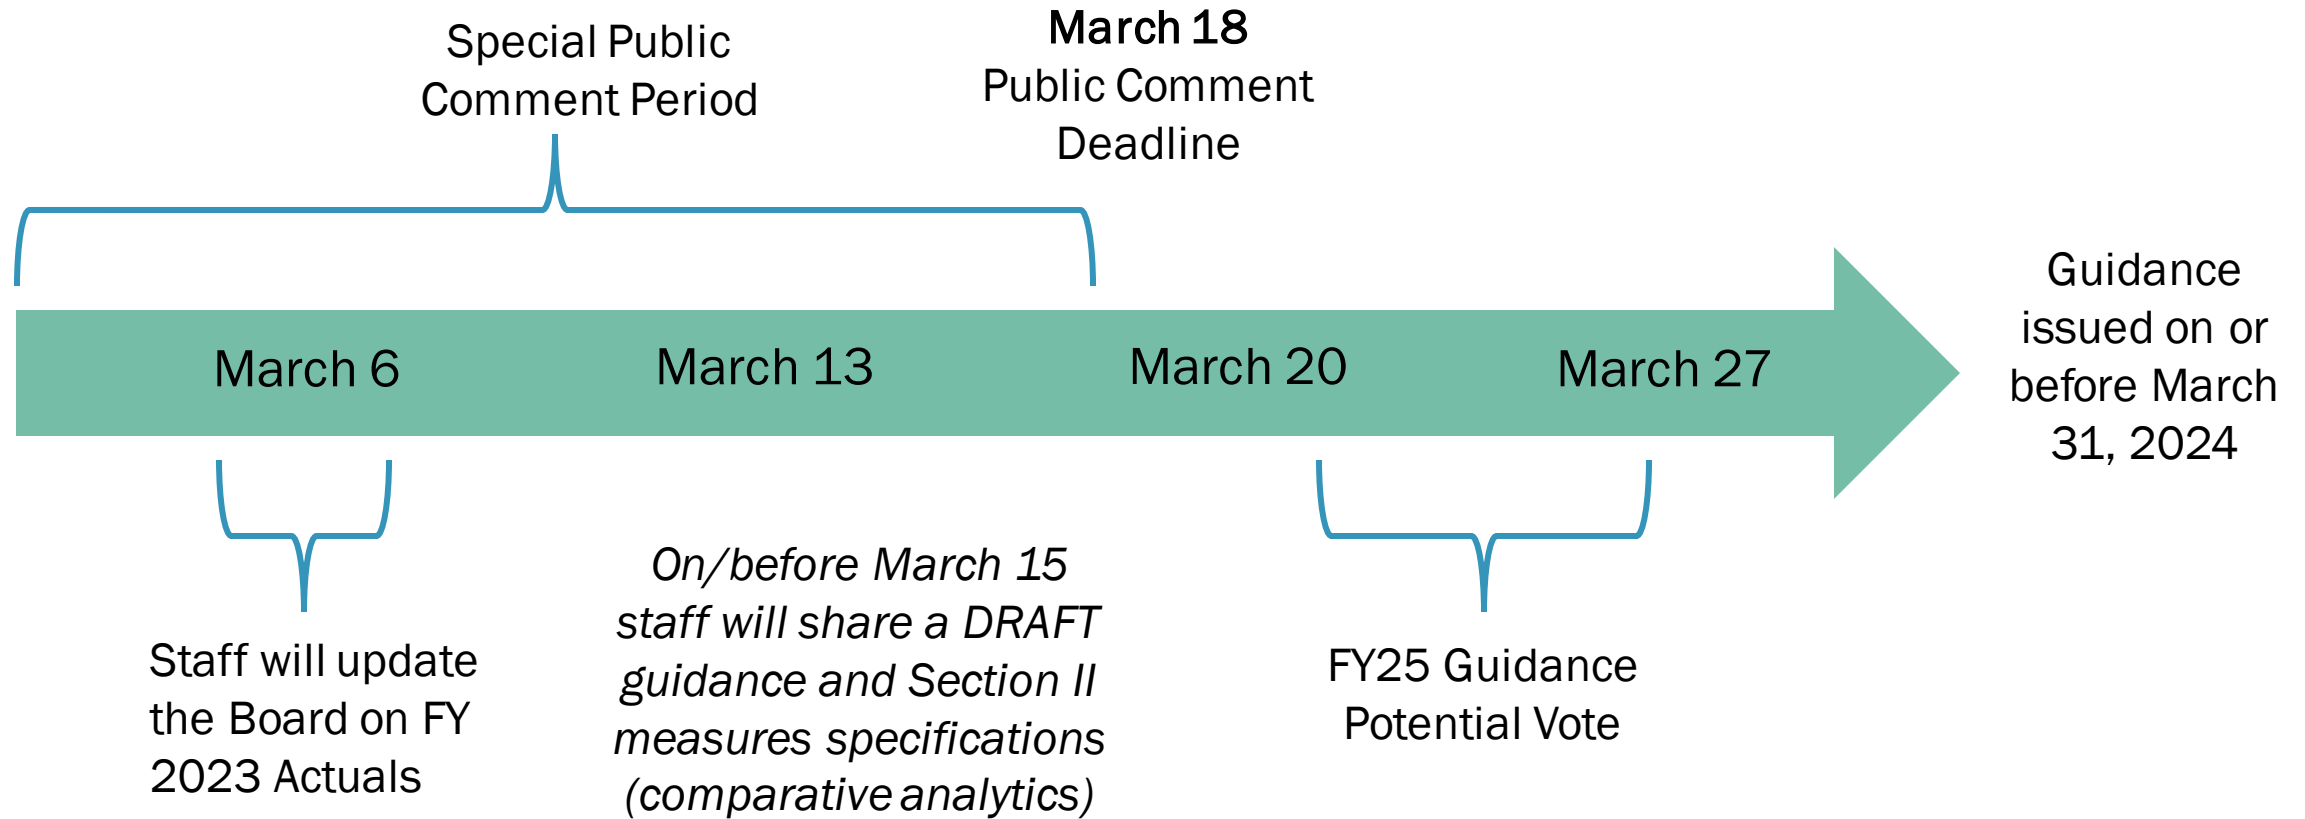 Special Public
Comment Period
March 18
Public Comment
Deadline
March 6
March 13
March 20
March 27
Guidance
issued on or
before March
31, 2024
Staff will update
the Board on FY
2023 Actuals
On/before March 15
staff will share a DRAFT
guidance and Section II
measures specifications
(comparative analytics)
FY25 Guidance
Potential Vote